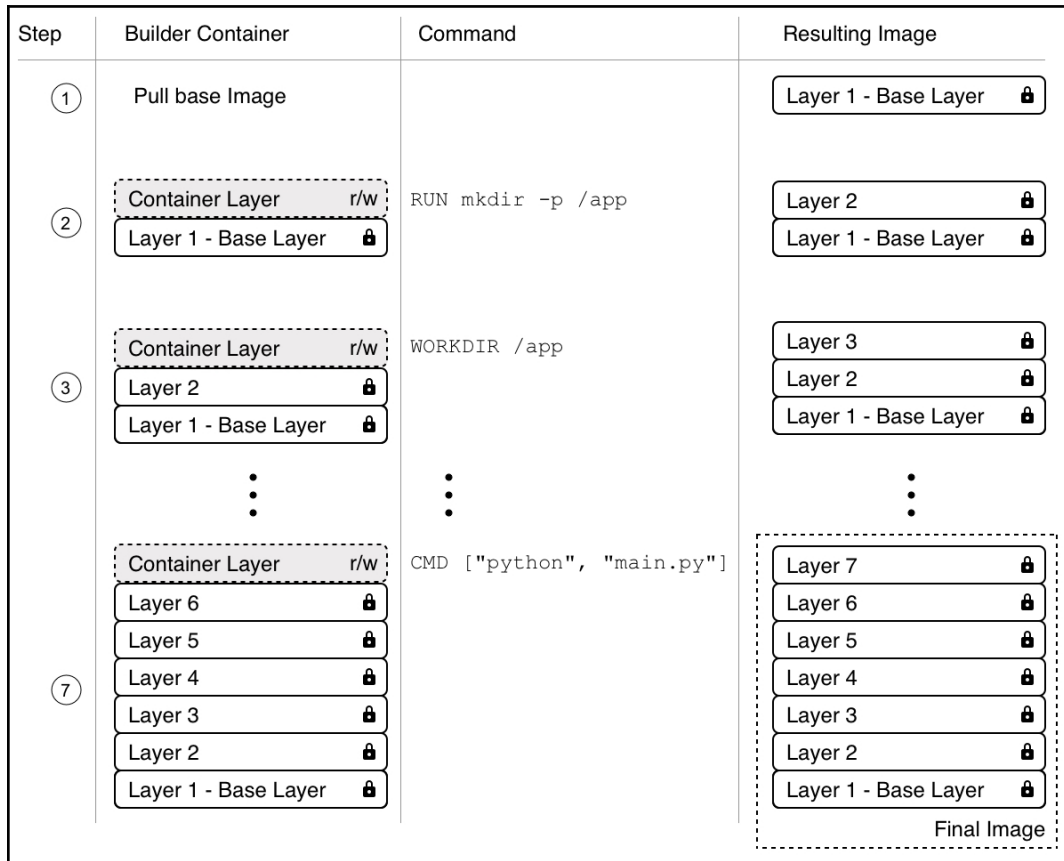 Step Builder Container Command Resulting Image
1 Pull base Image Layer 1 - Base Layer
2
Container Layer r/w RUN mkdir -p /app Layer 2
Layer 1 - Base Layer Layer 1 - Base Layer
3
Container Layer r/w WORKDIR /app Layer 3
Layer 2 Layer 2
Layer 1 - Base Layer Layer 1 - Base Layer
7
Container Layer r/w CMD ["python", "main.py"] Layer 7
Layer 6 Layer 6
Layer 5 Layer 5
Layer 4 Layer 4
Layer 3 Layer 3
Layer 2 Layer 2
Layer 1 - Base Layer Layer 1 - Base Layer
Final Image